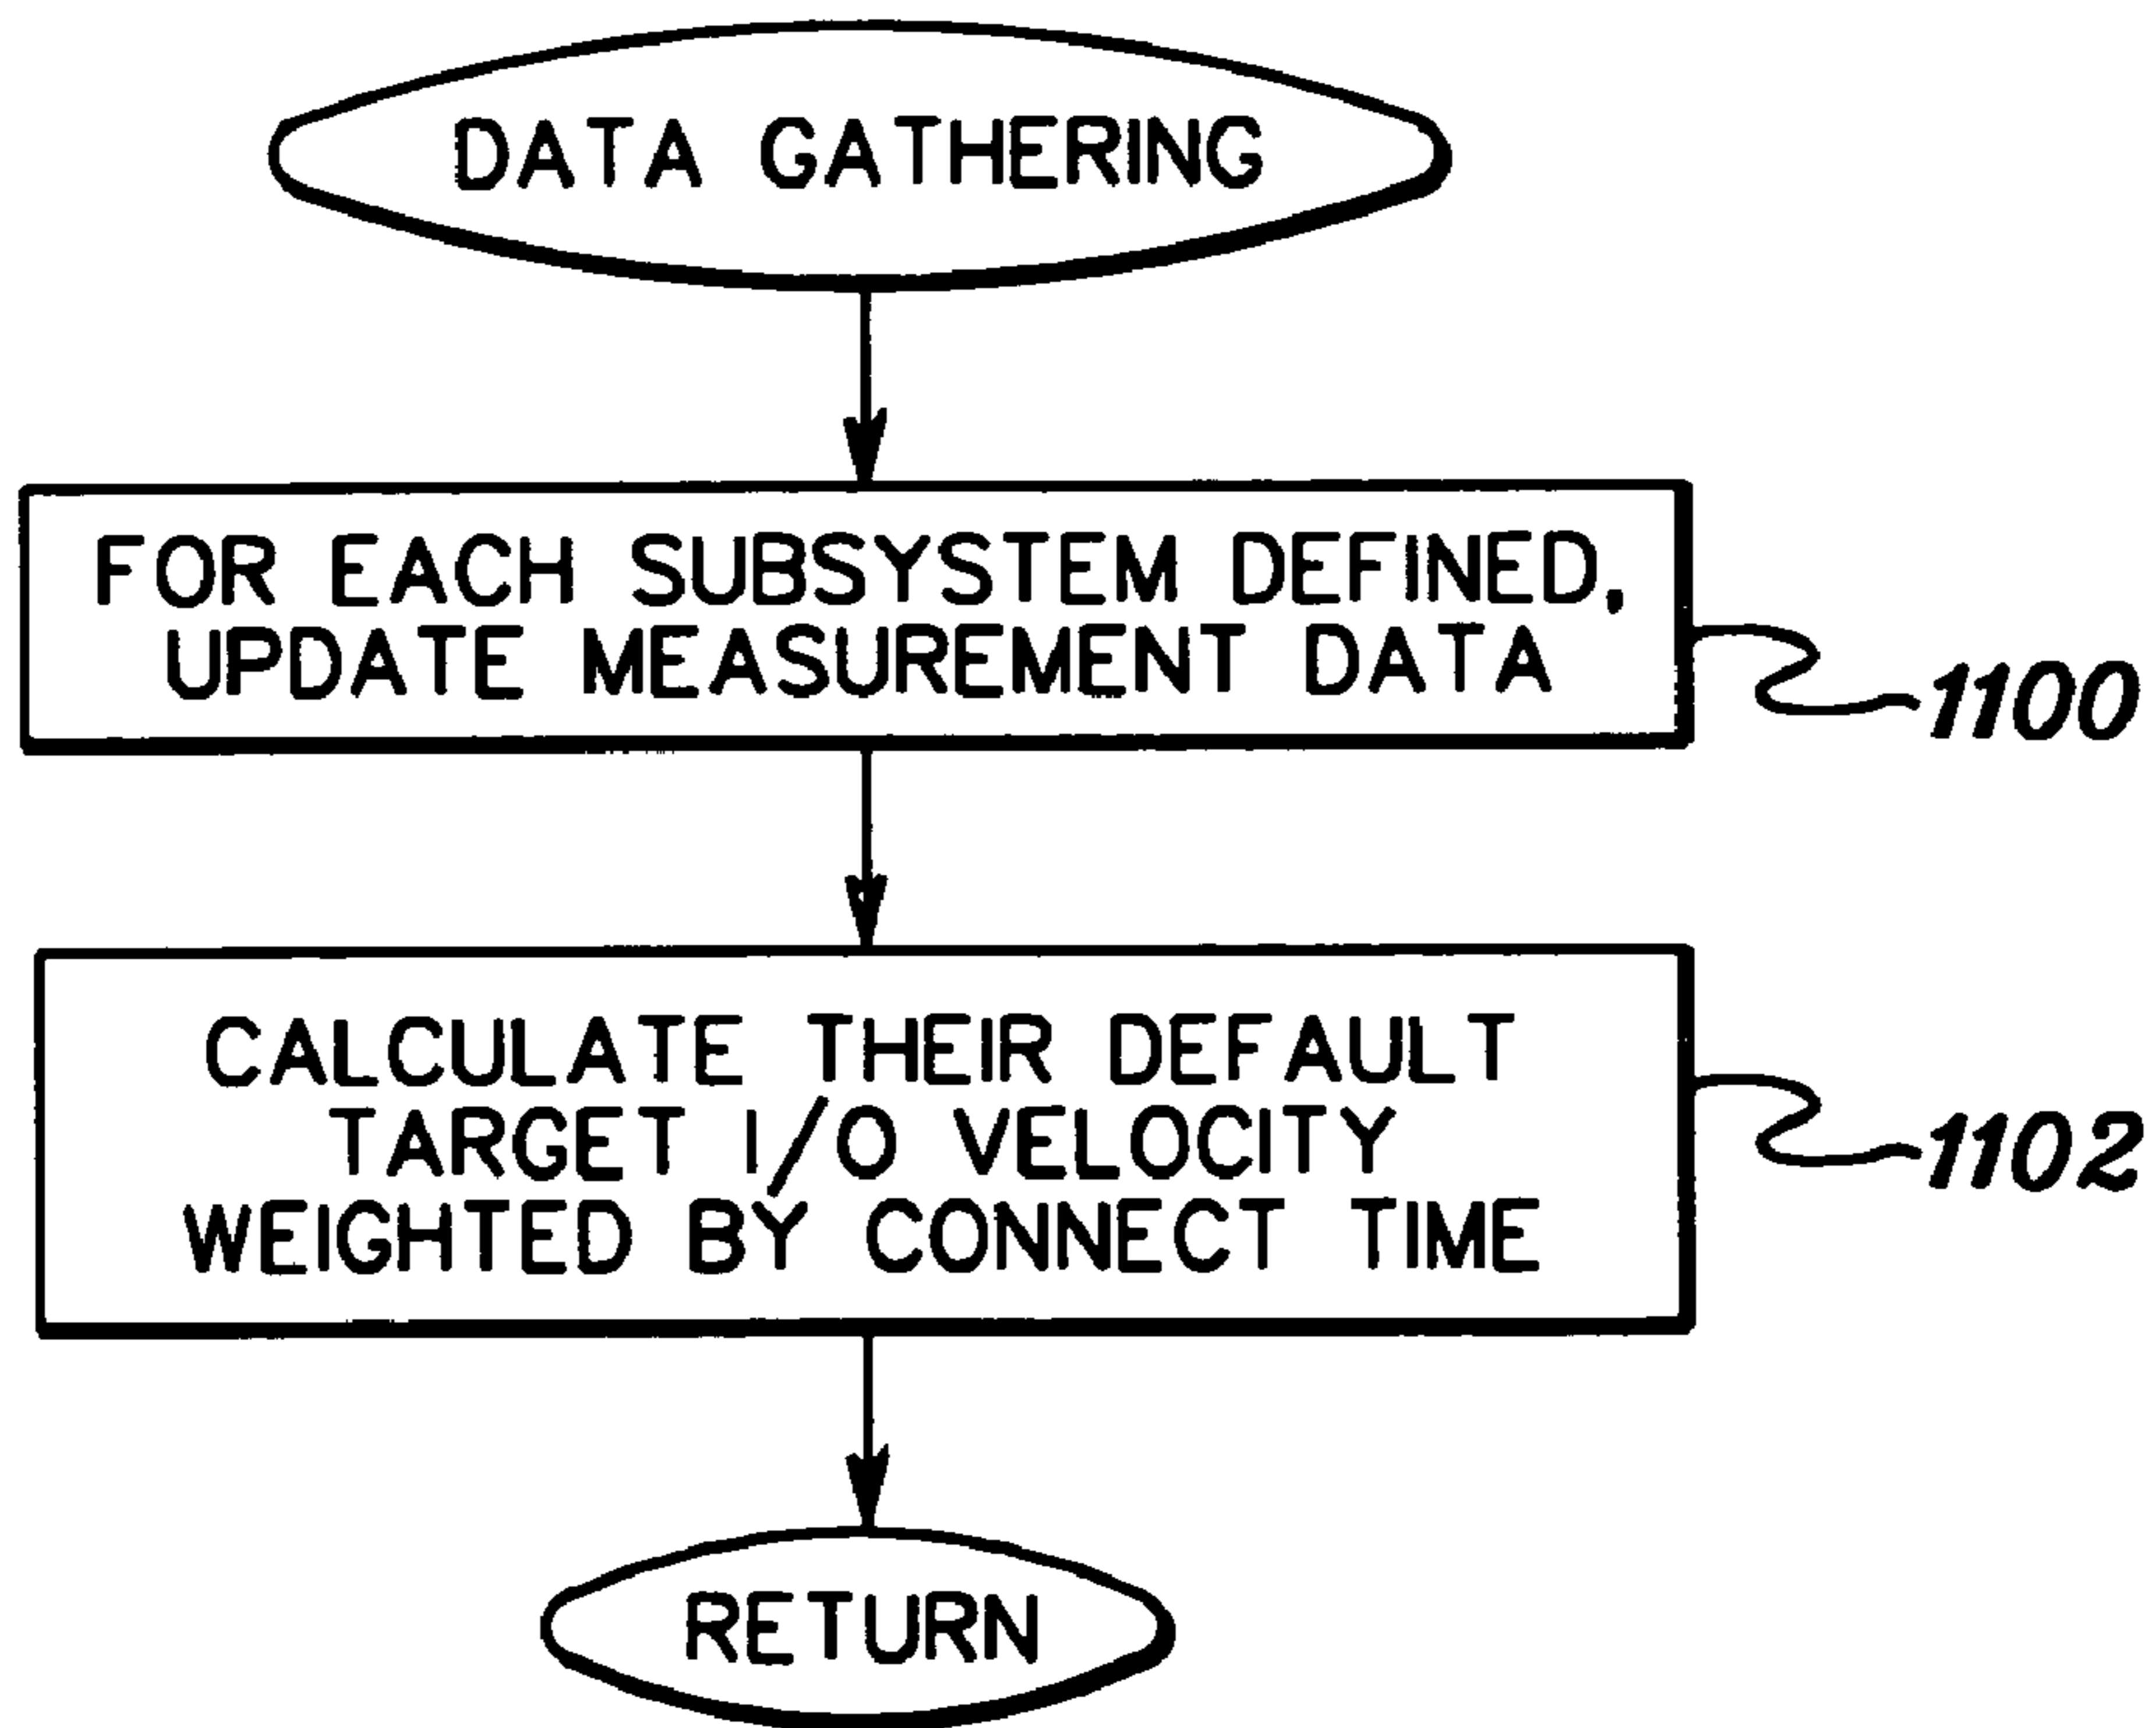 DATA GATHERING
FOR EACH SUBSYSTEM DEFINED,
UPDATE MEASUREMENT DATA
1100
CALCULATE THEIR DEFAULT
TARGET I/O VELOCITY
WEIGHTED BY CONNECT TIME
1102
RETURN